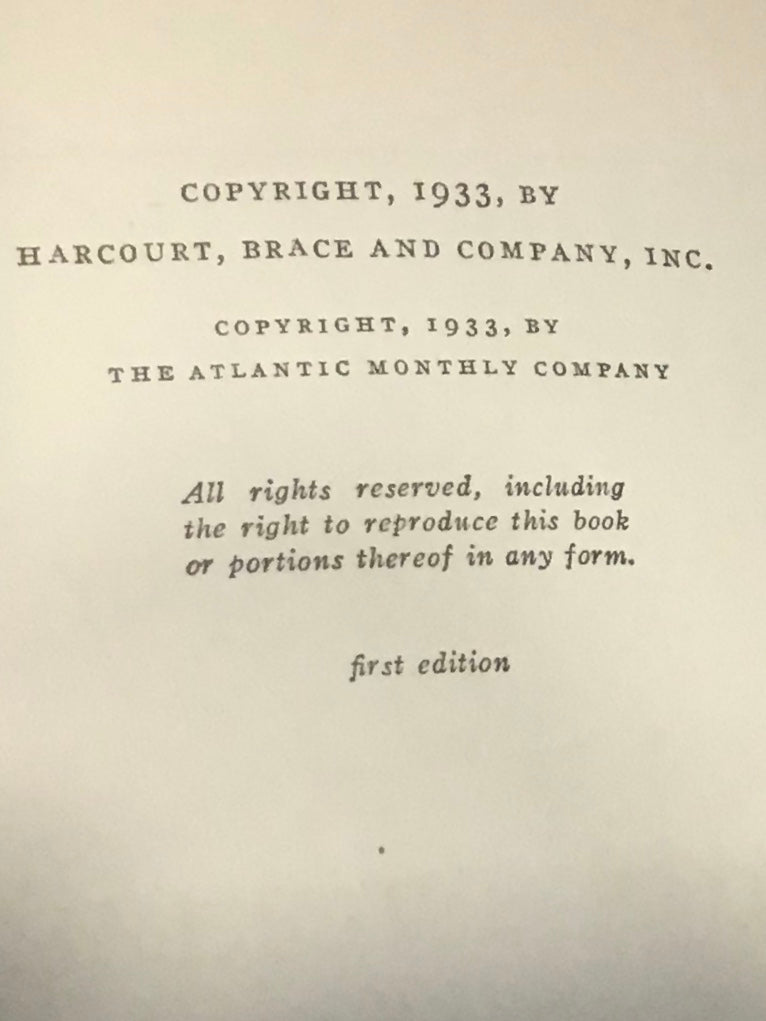 COPYRIGHT, 1933, BY
HARCOURT, BRACE AND COMPANY, INC.
COPYRIGHT, 1933, BY
THE ATLANTIC MONTHLY COMPANY
All rights reserved, including
the right to reproduce this book
or portions thereof in any form.
first edition